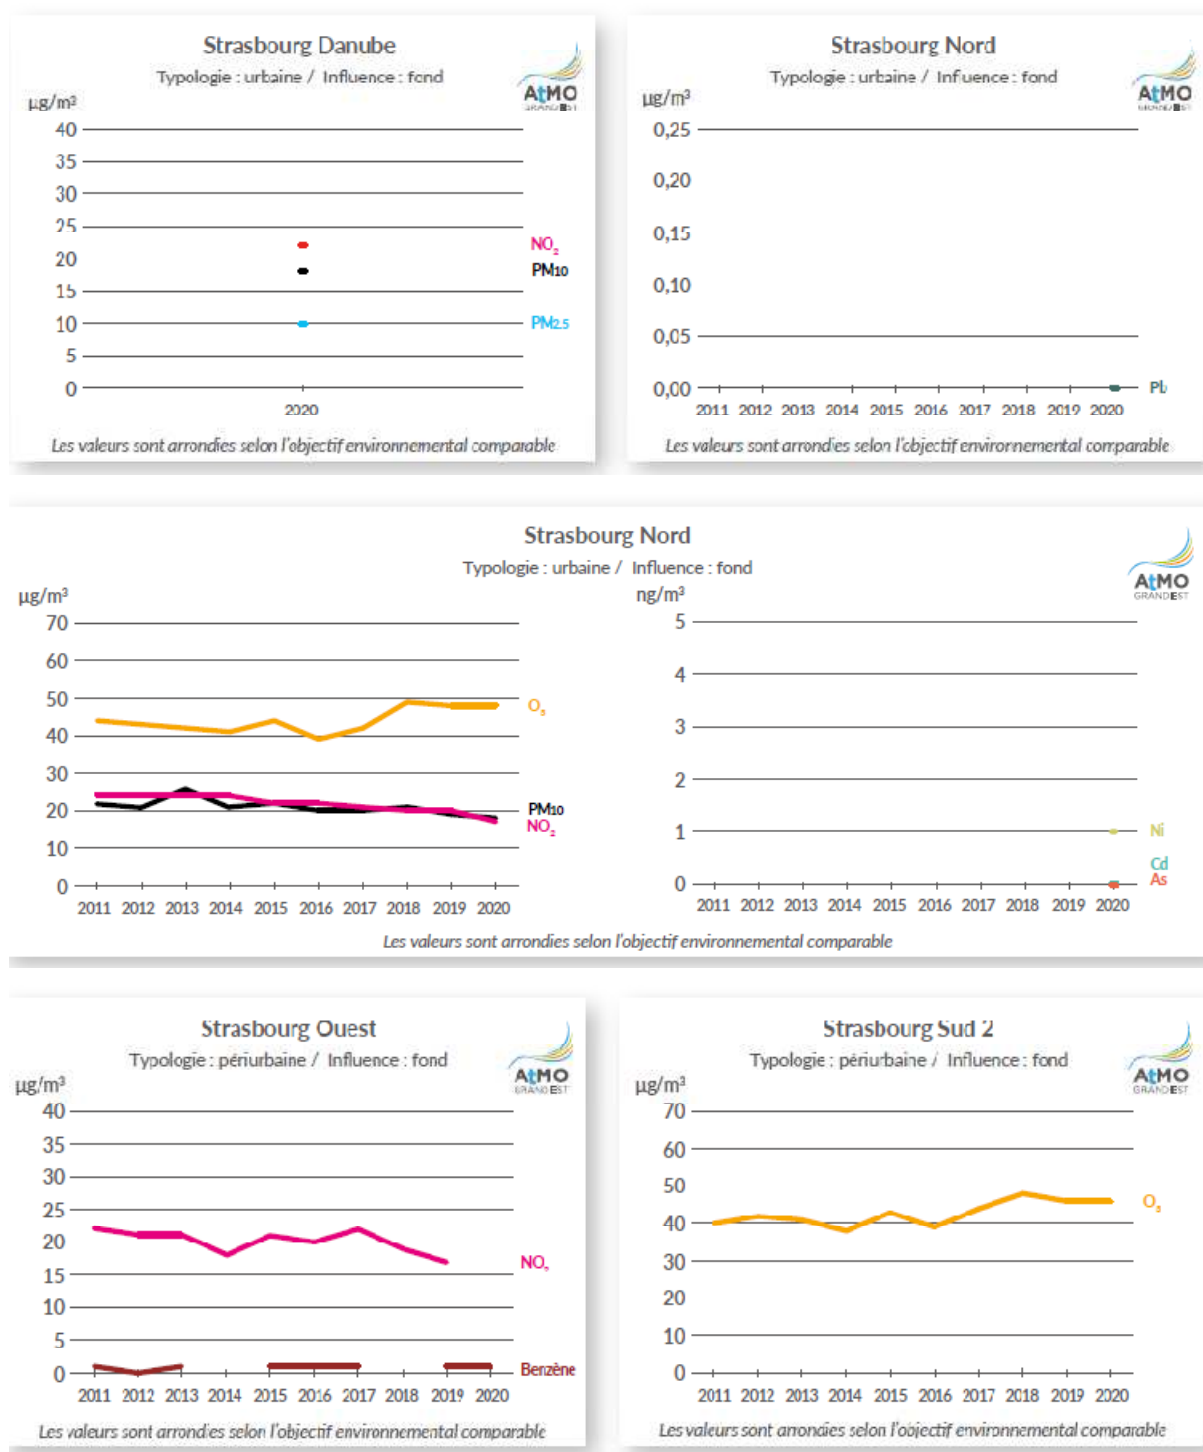 Strasbourg Danube
Typologie : urbaine / Influence : fond
AtMO
GRAND EST
µg/m³
40
35
30
25
20
15
10
5
0
NO₂
PM10
PM2.5
2020
Les valeurs sont arrondies selon l'objectif environnemental comparable
Strasbourg Nord
Typologie : urbaine / Influence : fond
AtMO
GRAND EST
µg/m³
0,25
0,20
0,15
0,10
0,05
0,00
Pb
2011 2012 2013 2014 2015 2016 2017 2018 2019 2020
Les valeurs sont arrondies selon l'objectif environnemental comparable
Strasbourg Nord
Typologie : urbaine / Influence : fond
AtMO
GRAND EST
µg/m³
70
60
50
40
30
20
10
0
O₃
PM10
NO₂
2011 2012 2013 2014 2015 2016 2017 2018 2019 2020
ng/m³
5
4
3
2
1
0
Ni
Cd
As
2011 2012 2013 2014 2015 2016 2017 2018 2019 2020
Les valeurs sont arrondies selon l'objectif environnemental comparable
Strasbourg Ouest
Typologie : périurbaine / Influence : fond
AtMO
GRAND EST
µg/m³
40
35
30
25
20
15
10
5
0
NO₂
Benzène
2011 2012 2013 2014 2015 2016 2017 2018 2019 2020
Les valeurs sont arrondies selon l'objectif environnemental comparable
Strasbourg Sud 2
Typologie : périurbaine / Influence : fond
AtMO
GRAND EST
µg/m³
70
60
50
40
30
20
10
0
O₃
2011 2012 2013 2014 2015 2016 2017 2018 2019 2020
Les valeurs sont arrondies selon l'objectif environnemental comparable